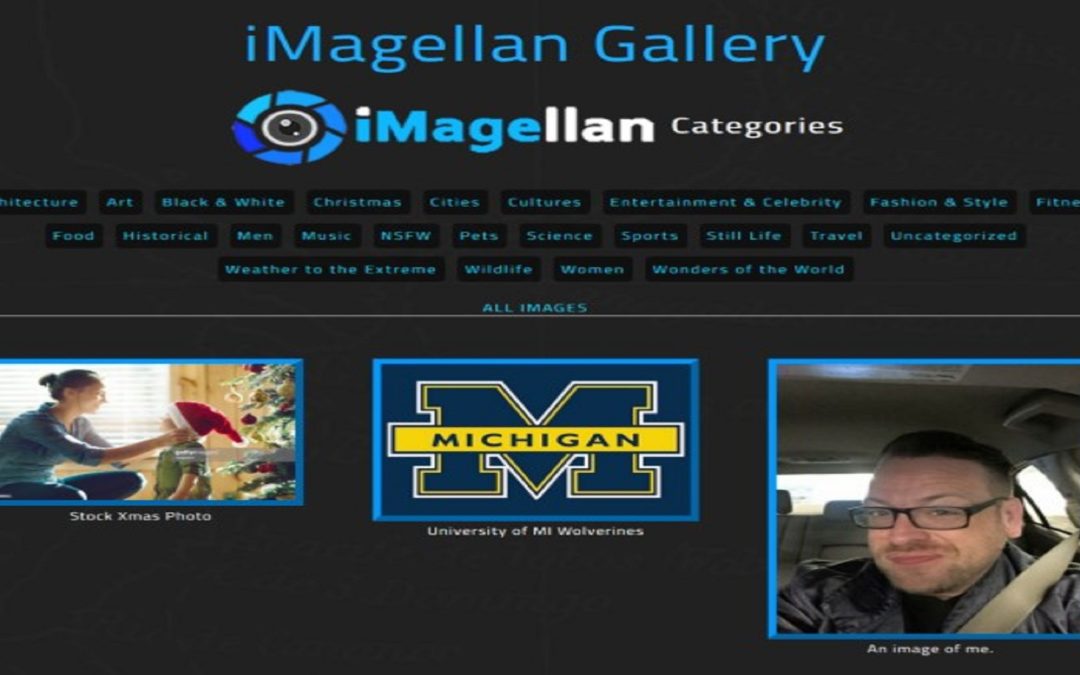 iMagellan Gallery
iMagellan Categories
hitecture Art Black & White Christmas Cities Cultures Entertainment & Celebrity Fashion & Style Fitne
Food Historical Men Music NSFW Pets Science Sports Still Life Travel Uncategorized
Weather to the Extreme Wildlife Women Wonders of the World
ALL IMAGES
MICHIGAN
Stock Xmas Photo
University of MI Wolverines
An image of me.